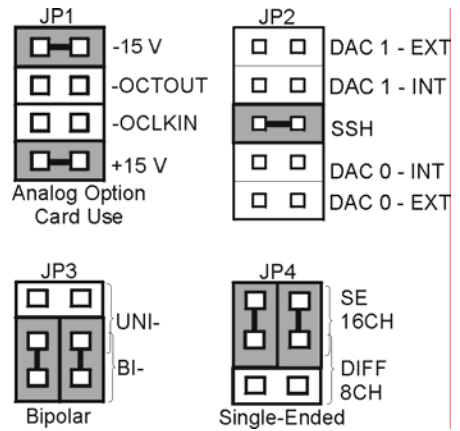 JP1
-15 V
-OCTOUT
-OCLKIN
+15 V
Analog Option
Card Use
JP2
DAC 1 - EXT
DAC 1 - INT
SSH
DAC 0 - INT
DAC 0 - EXT
JP3
UNI-
BI-
Bipolar
JP4
SE
16CH
DIFF
8CH
Single-Ended